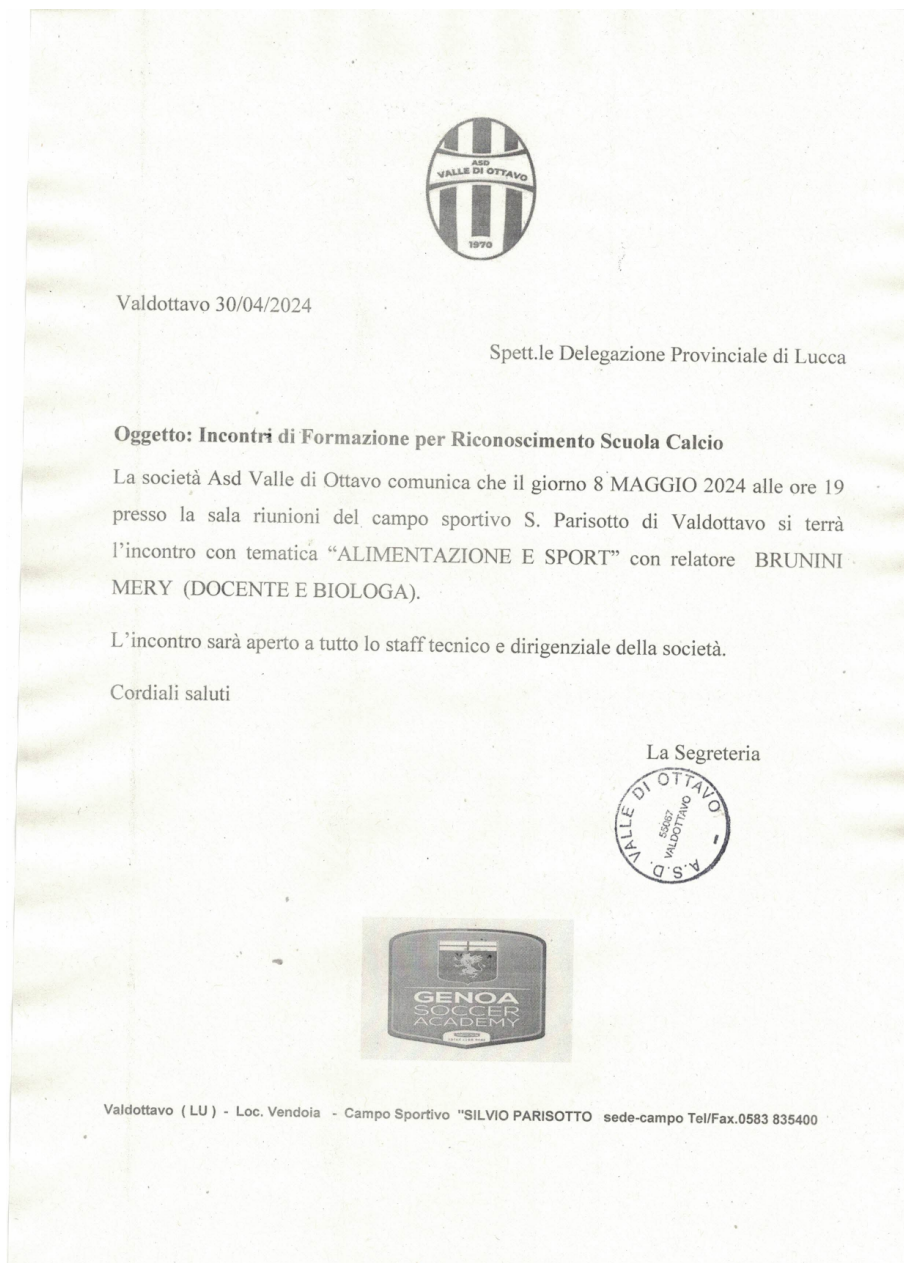 ASD
VALLE DI OTTAVO
1970
Valdottavo 30/04/2024
Spett.le Delegazione Provinciale di Lucca
Oggetto: Incontri di Formazione per Riconoscimento Scuola Calcio
La società Asd Valle di Ottavo comunica che il giorno 8 MAGGIO 2024 alle ore 19
presso la sala riunioni del campo sportivo S. Parisotto di Valdottavo si terrà
l'incontro con tematica “ALIMENTAZIONE E SPORT” con relatore BRUNINI
MERY (DOCENTE E BIOLOGA).
L'incontro sarà aperto a tutto lo staff tecnico e dirigenziale della società.
Cordiali saluti
La Segreteria
A.S.D. VALLE DI OTTAVO -
55067
VALDOTTAVO
GENOA
SOCCER
ACADEMY
Valdottavo ( LU ) - Loc. Vendoia - Campo Sportivo "SILVIO PARISOTTO sede-campo Tel/Fax.0583 835400